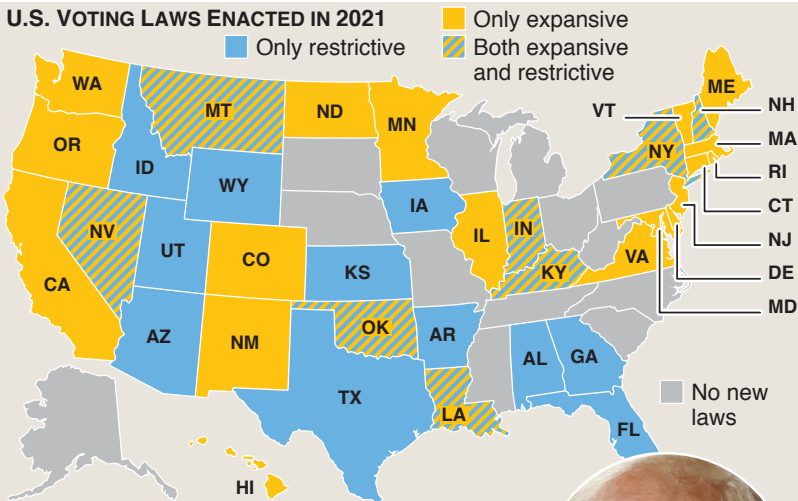 U.S. VOTING LAWS ENACTED IN 2021
Only expansive
Only restrictive
Both expansive
and restrictive
WA
MT
ND
MN
ME
VT
NH
OR
ID
NY
MA
WY
RI
IA
CT
NV
UT
CO
IL
IN
NJ
CA
KS
KY
VA
DE
AZ
NM
OK
AR
MD
TX
AL
GA
LA
No new
laws
FL
HI